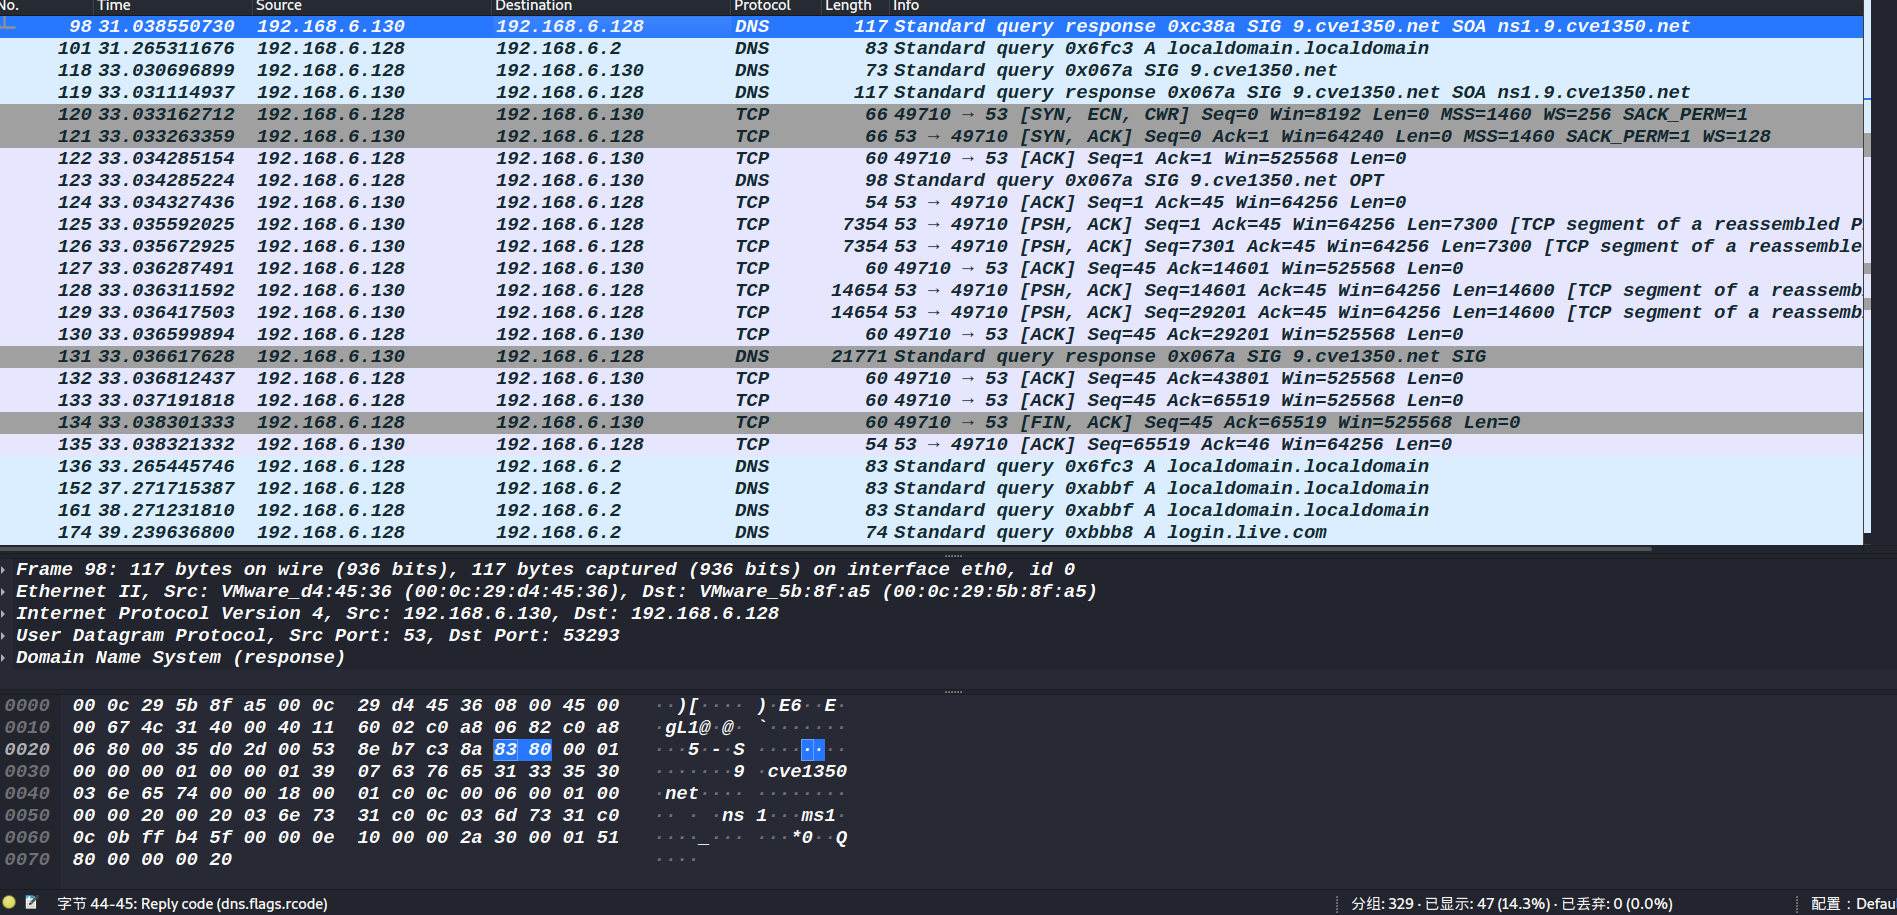 No. Time Source Destination Protocol Length Info
98 31.038550730 192.168.6.130 192.168.6.128 DNS 117 Standard query response 0xc38a SIG 9.cve1350.net SOA ns1.9.cve1350.net
101 31.265311676 192.168.6.128 192.168.6.2 DNS 83 Standard query 0x6fc3 A localdomain.localdomain
118 33.030696899 192.168.6.128 192.168.6.130 DNS 73 Standard query 0x067a SIG 9.cve1350.net
119 33.031114937 192.168.6.130 192.168.6.128 DNS 117 Standard query response 0x067a SIG 9.cve1350.net SOA ns1.9.cve1350.net
120 33.033162712 192.168.6.128 192.168.6.130 TCP 66 49710 → 53 [SYN, ECN, CWR] Seq=0 Win=8192 Len=0 MSS=1460 WS=256 SACK_PERM=1
121 33.033263359 192.168.6.130 192.168.6.128 TCP 66 53 → 49710 [SYN, ACK] Seq=0 Ack=1 Win=64240 Len=0 MSS=1460 SACK_PERM=1 WS=128
122 33.034285154 192.168.6.128 192.168.6.130 TCP 60 49710 → 53 [ACK] Seq=1 Ack=1 Win=525568 Len=0
123 33.034285224 192.168.6.128 192.168.6.130 DNS 98 Standard query 0x067a SIG 9.cve1350.net OPT
124 33.034327436 192.168.6.130 192.168.6.128 TCP 54 53 → 49710 [ACK] Seq=1 Ack=45 Win=64256 Len=0
125 33.035592025 192.168.6.130 192.168.6.128 TCP 7354 53 → 49710 [PSH, ACK] Seq=1 Ack=45 Win=64256 Len=7300 [TCP segment of a reassembled P
126 33.035672925 192.168.6.130 192.168.6.128 TCP 7354 53 → 49710 [PSH, ACK] Seq=7301 Ack=45 Win=64256 Len=7300 [TCP segment of a reassemble
127 33.036287491 192.168.6.128 192.168.6.130 TCP 60 49710 → 53 [ACK] Seq=45 Ack=14601 Win=525568 Len=0
128 33.036311592 192.168.6.130 192.168.6.128 TCP 14654 53 → 49710 [PSH, ACK] Seq=14601 Ack=45 Win=64256 Len=14600 [TCP segment of a reassemb
129 33.036417503 192.168.6.130 192.168.6.128 TCP 14654 53 → 49710 [PSH, ACK] Seq=29201 Ack=45 Win=64256 Len=14600 [TCP segment of a reassemb
130 33.036599894 192.168.6.128 192.168.6.130 TCP 60 49710 → 53 [ACK] Seq=45 Ack=29201 Win=525568 Len=0
131 33.036617628 192.168.6.130 192.168.6.128 DNS 21771 Standard query response 0x067a SIG 9.cve1350.net SIG
132 33.036812437 192.168.6.128 192.168.6.130 TCP 60 49710 → 53 [ACK] Seq=45 Ack=43801 Win=525568 Len=0
133 33.037191818 192.168.6.128 192.168.6.130 TCP 60 49710 → 53 [ACK] Seq=45 Ack=65519 Win=525568 Len=0
134 33.038301333 192.168.6.128 192.168.6.130 TCP 60 49710 → 53 [FIN, ACK] Seq=45 Ack=65519 Win=525568 Len=0
135 33.038321332 192.168.6.130 192.168.6.128 TCP 54 53 → 49710 [ACK] Seq=65519 Ack=46 Win=64256 Len=0
136 33.265445746 192.168.6.128 192.168.6.2 DNS 83 Standard query 0x6fc3 A localdomain.localdomain
152 37.271715387 192.168.6.128 192.168.6.2 DNS 83 Standard query 0xabbf A localdomain.localdomain
161 38.271231810 192.168.6.128 192.168.6.2 DNS 83 Standard query 0xabbf A localdomain.localdomain
174 39.239636800 192.168.6.128 192.168.6.2 DNS 74 Standard query 0xbbb8 A login.live.com
Frame 98: 117 bytes on wire (936 bits), 117 bytes captured (936 bits) on interface eth0, id 0
Ethernet II, Src: VMware_d4:45:36 (00:0c:29:d4:45:36), Dst: VMware_5b:8f:a5 (00:0c:29:5b:8f:a5)
Internet Protocol Version 4, Src: 192.168.6.130, Dst: 192.168.6.128
User Datagram Protocol, Src Port: 53, Dst Port: 53293
Domain Name System (response)
0000 00 0c 29 5b 8f a5 00 0c 29 d4 45 36 08 00 45 00 ··)[···· )·E6··E·
0010 00 67 4c 31 40 00 40 11 60 02 c0 a8 06 82 c0 a8 ·gL1@·@· `·······
0020 06 80 00 35 d0 2d 00 53 8e b7 c3 8a 83 80 00 01 ···5·-·S ········
0030 00 00 00 01 00 00 01 39 07 63 76 65 31 33 35 30 ·······9 ·cve1350
0040 03 6e 65 74 00 00 18 00 01 c0 0c 00 06 00 01 00 ·net···· ········
0050 00 00 20 00 20 03 6e 73 31 c0 0c 03 6d 73 31 c0 ·· · ·ns 1···ms1·
0060 0c 0b ff b4 5f 00 00 0e 10 00 00 2a 30 00 01 51 ····_··· ···*0··Q
0070 80 00 00 00 20 ····
字节 44-45: Reply code (dns.flags.rcode) 分组: 329 · 已显示: 47 (14.3%) · 已丢弃: 0 (0.0%) 配置：Defau